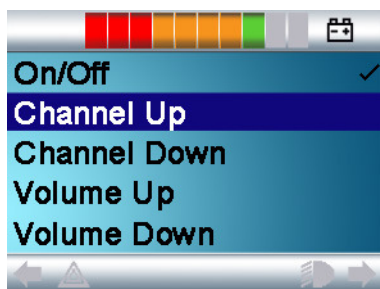 On/Off
Channel Up
Channel Down
Volume Up
Volume Down